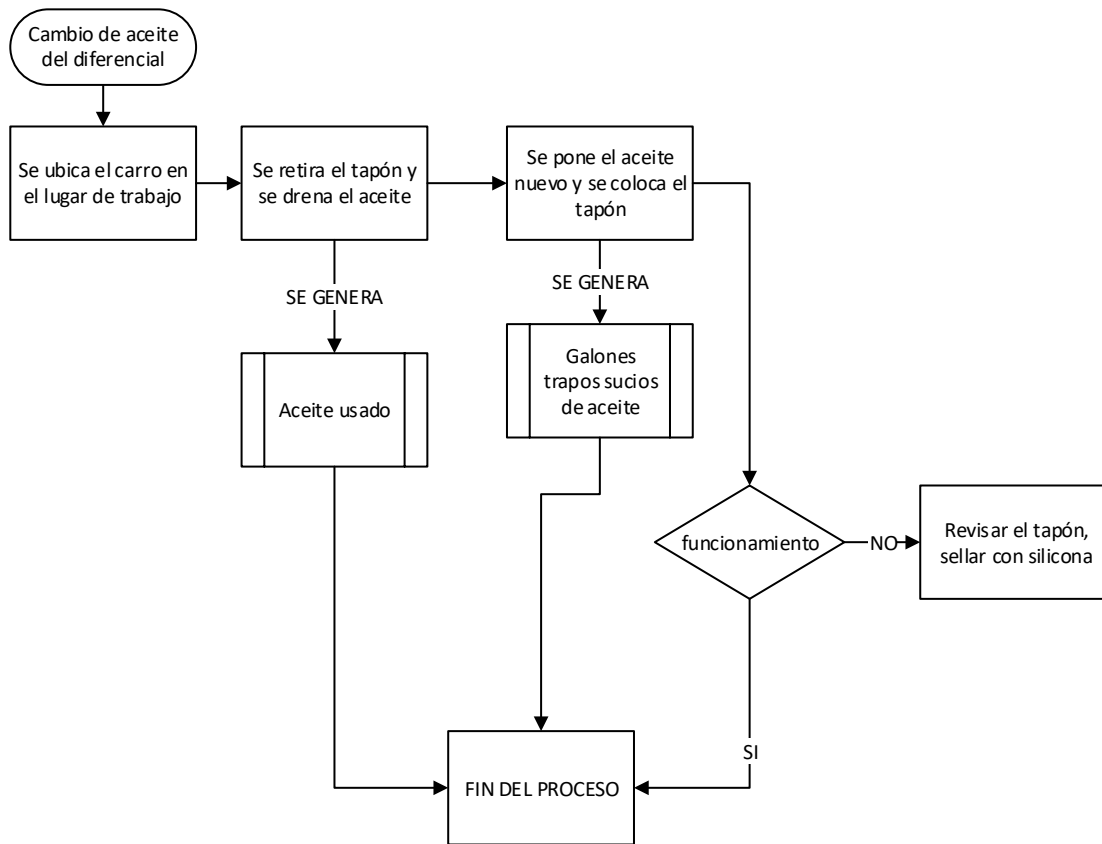 Cambio de aceite
del diferencial
Se ubica el carro en
el lugar de trabajo
Se retira el tapón y
se drena el aceite
Se pone el aceite
nuevo y se coloca el
tapón
SE GENERA
SE GENERA
Aceite usado
Galones
trapos sucios
de aceite
funcionamiento
NO
Revisar el tapón,
sellar con silicona
SI
FIN DEL PROCESO